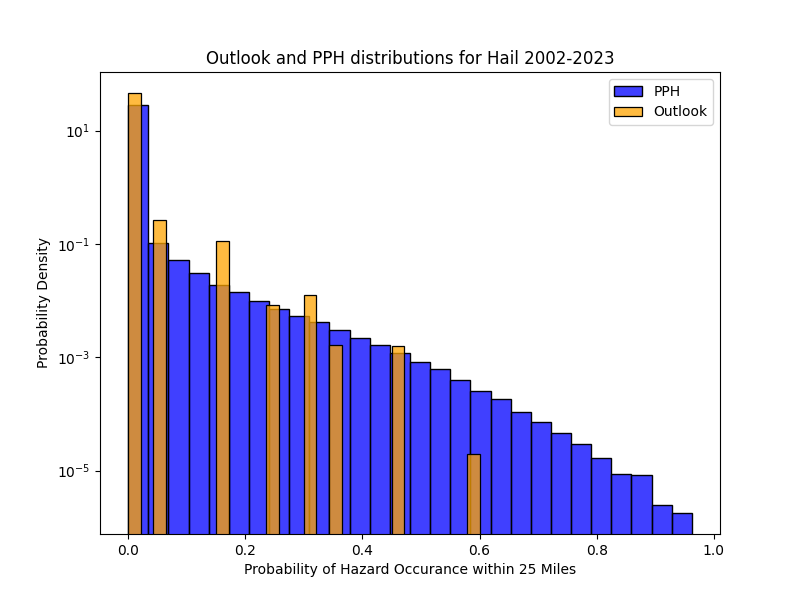 Outlook and PPH distributions for Hail 2002-2023
PPH
Outlook
Probability Density
10¹
10⁻¹
10⁻³
10⁻⁵
0.0 0.2 0.4 0.6 0.8 1.0
Probability of Hazard Occurance within 25 Miles